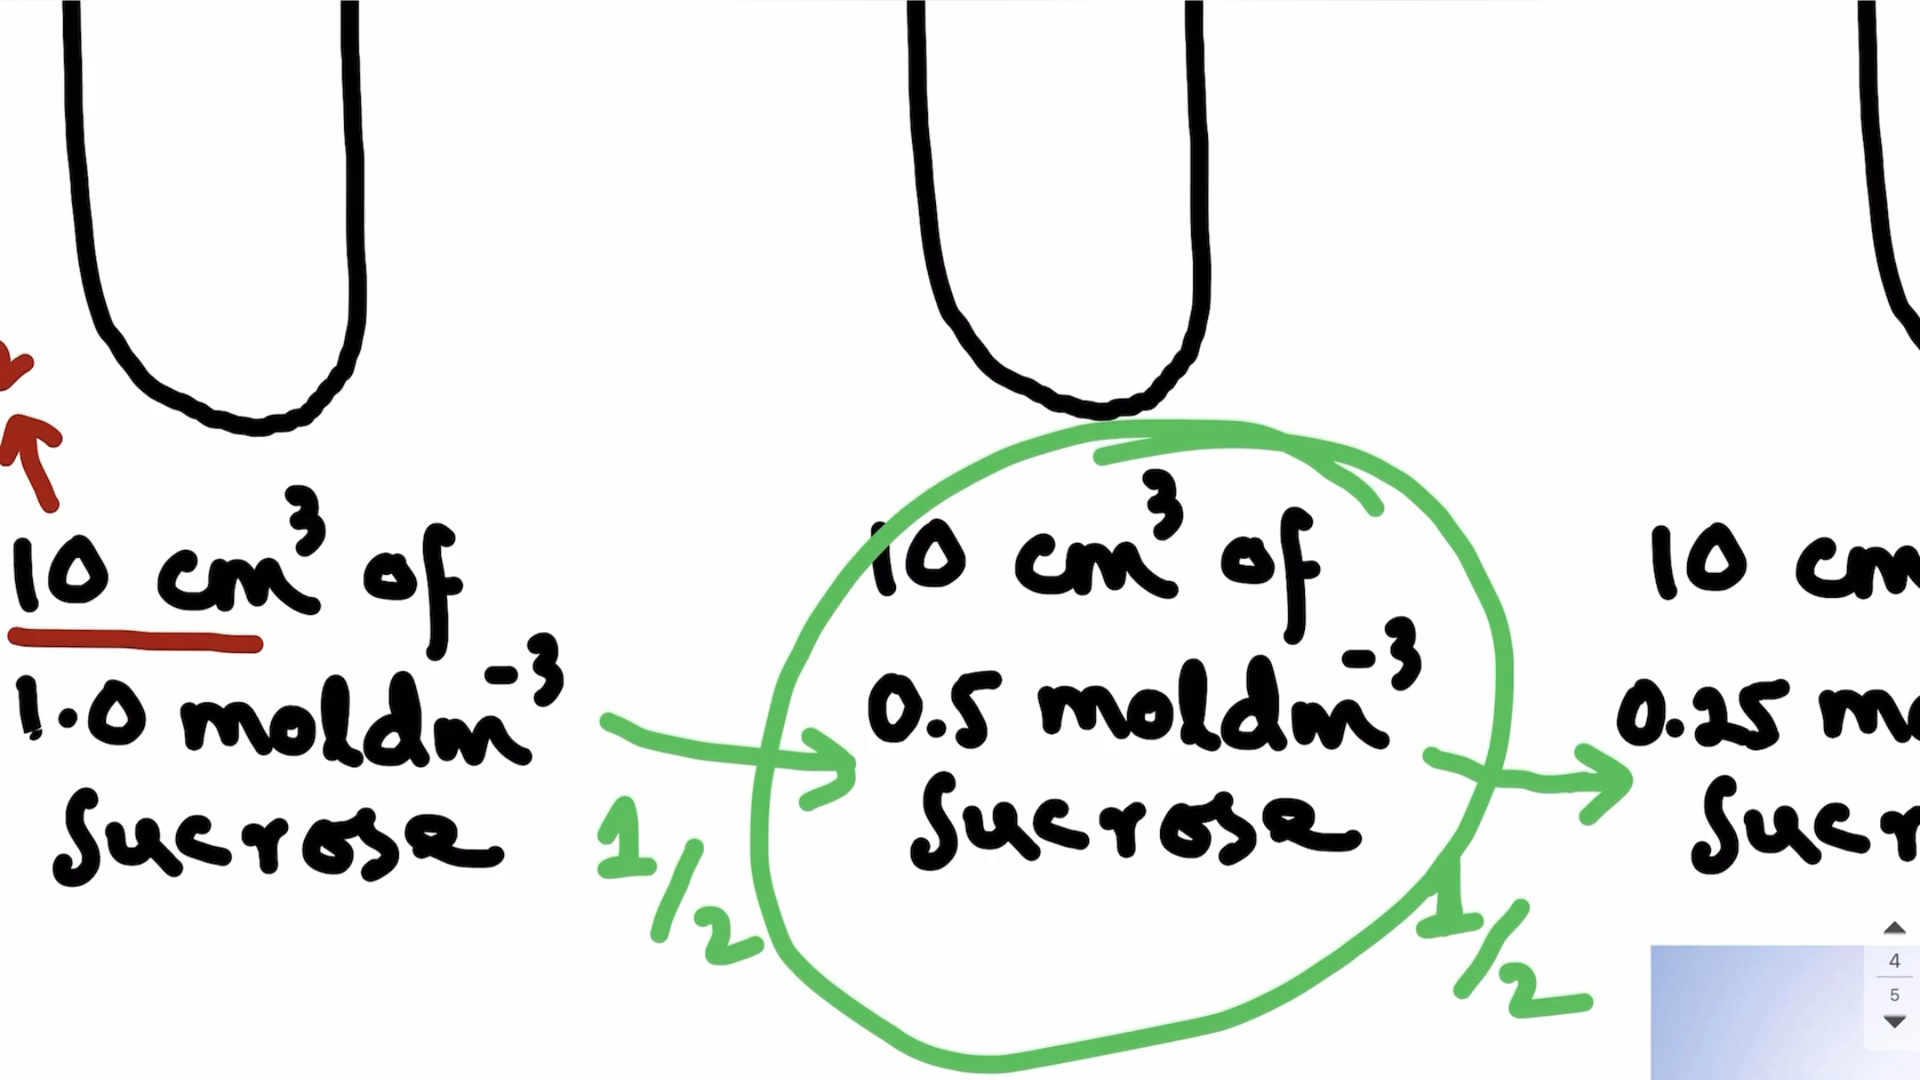 10 cm³ of
1.0 moldm⁻³
Sucrose
1/2
10 cm³ of
0.5 moldm⁻³
Sucrose
1/2
10 cm
0.25 m
Sucr
4
5